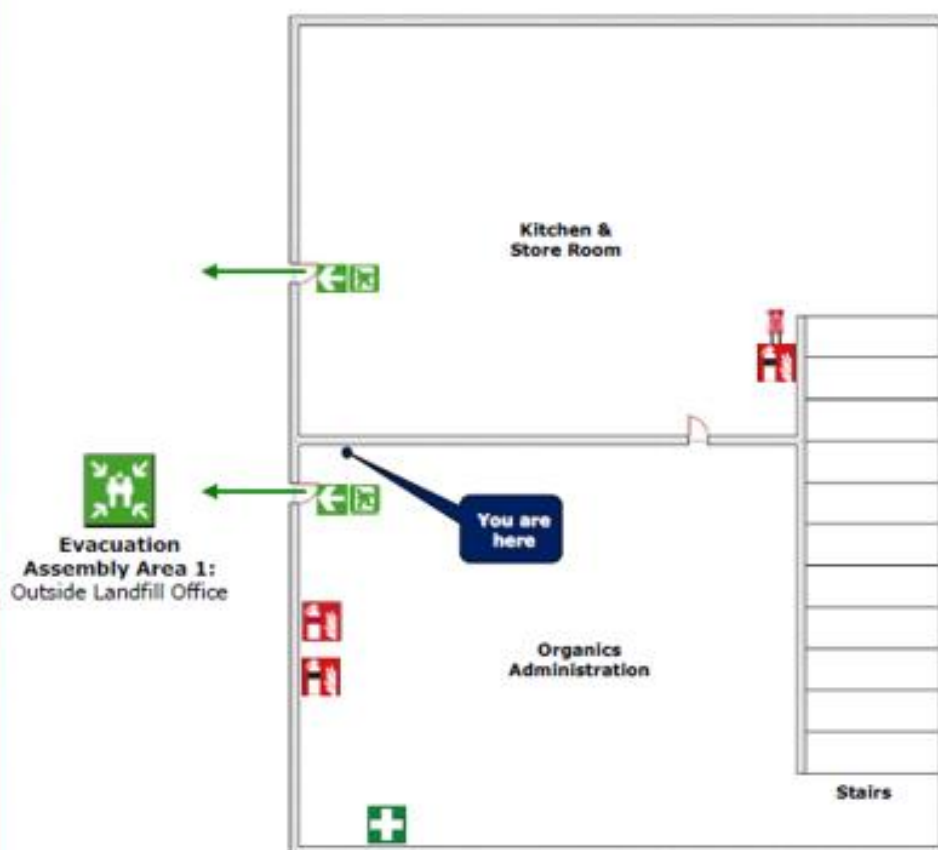 Kitchen &
Store Room
You are
here
Evacuation
Assembly Area 1:
Outside Landfill Office
Organics
Administration
Stairs